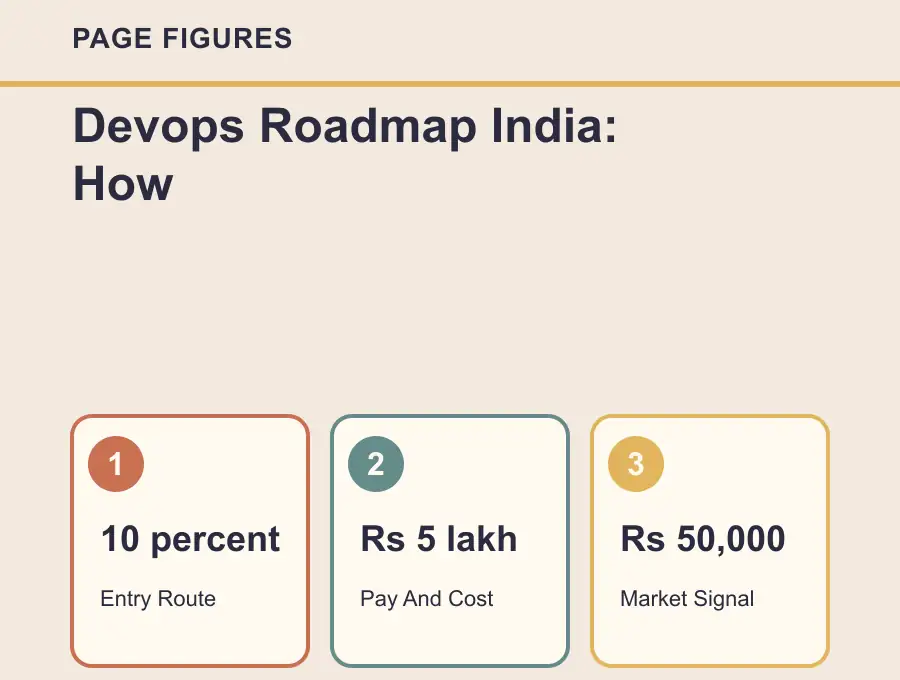 PAGE FIGURES
Devops Roadmap India:
How
1
10 percent
Entry Route
2
Rs 5 lakh
Pay And Cost
3
Rs 50,000
Market Signal